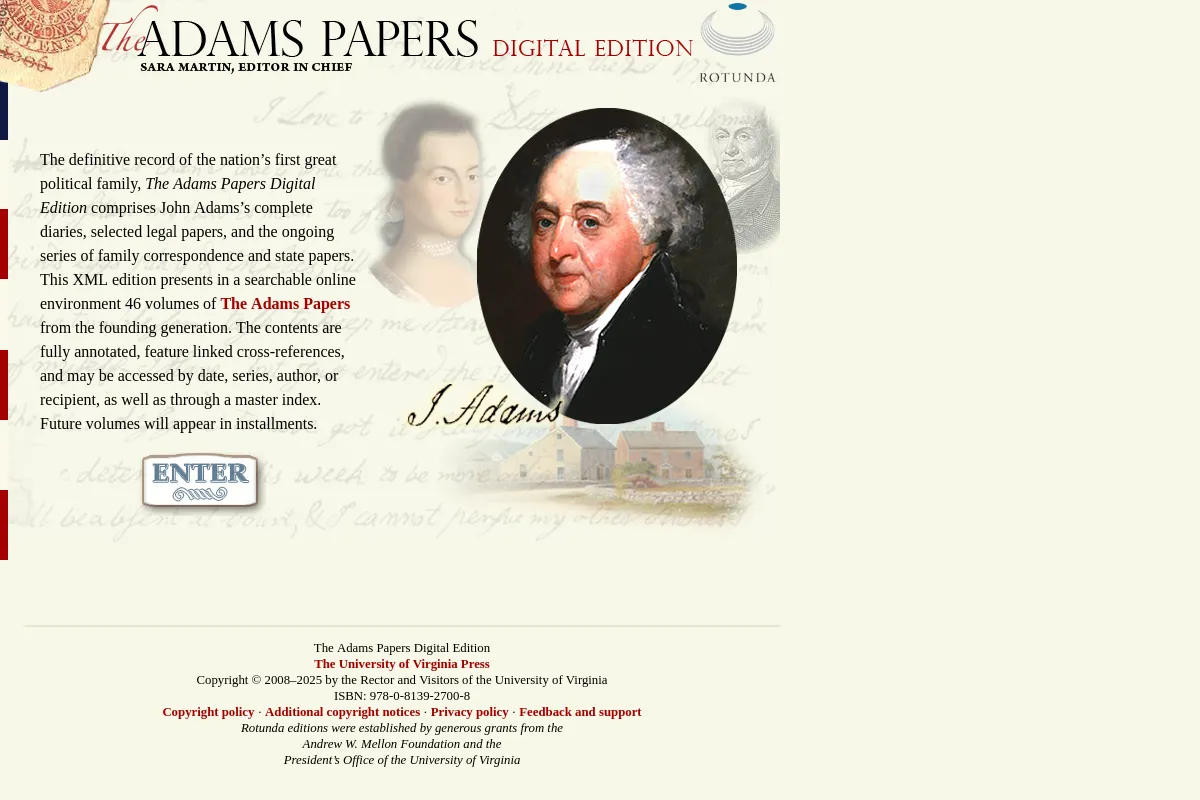 The ADAMS PAPERS DIGITAL EDITION
SARA MARTIN, EDITOR IN CHIEF
ROTUNDA
The definitive record of the nation’s first great
political family, The Adams Papers Digital
Edition comprises John Adams’s complete
diaries, selected legal papers, and the ongoing
series of family correspondence and state papers.
This XML edition presents in a searchable online
environment 46 volumes of The Adams Papers
from the founding generation. The contents are
fully annotated, feature linked cross-references,
and may be accessed by date, series, author, or
recipient, as well as through a master index.
Future volumes will appear in installments.
J. Adams
ENTER
The Adams Papers Digital Edition
The University of Virginia Press
Copyright © 2008–2025 by the Rector and Visitors of the University of Virginia
ISBN: 978-0-8139-2700-8
Copyright policy · Additional copyright notices · Privacy policy · Feedback and support
Rotunda editions were established by generous grants from the
Andrew W. Mellon Foundation and the
President’s Office of the University of Virginia